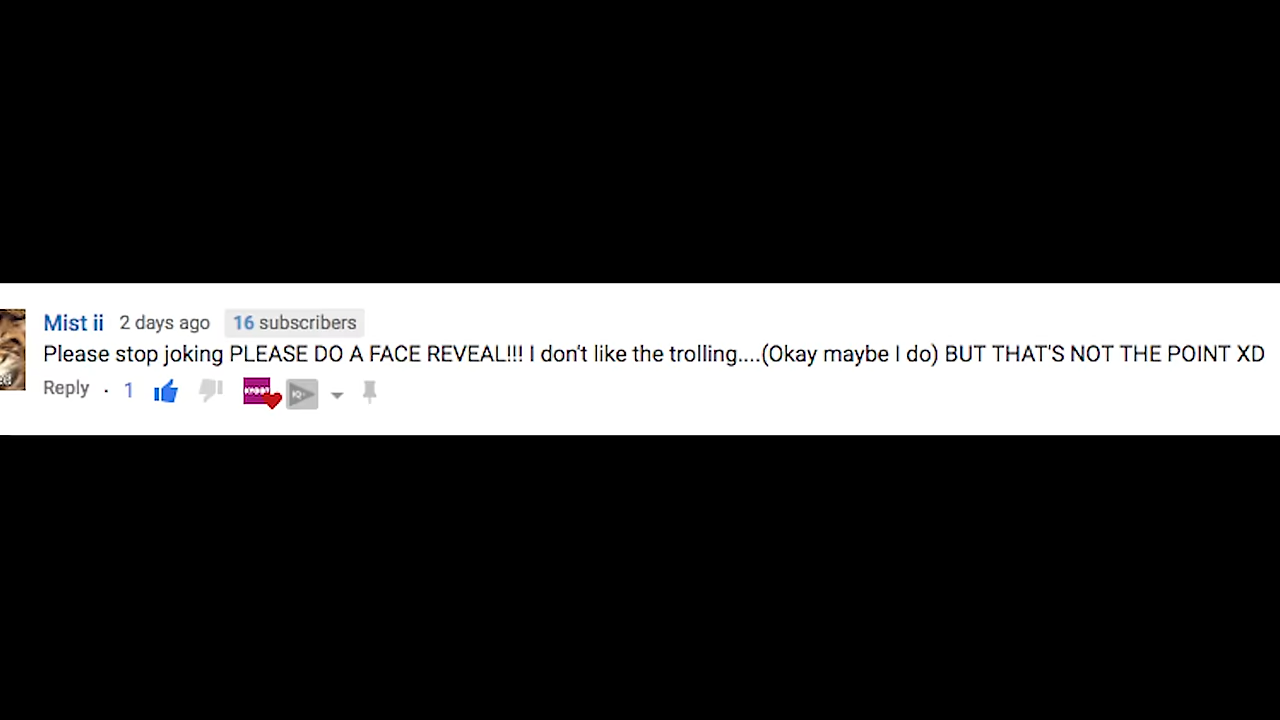 Mist ii 2 days ago 16 subscribers
Please stop joking PLEASE DO A FACE REVEAL!!! I don't like the trolling....(Okay maybe I do) BUT THAT'S NOT THE POINT XD
Reply · 1